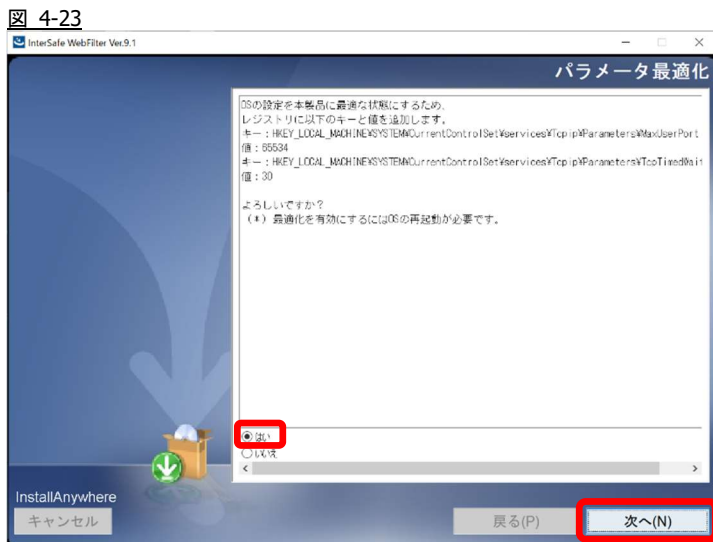 図 4-23
InterSafe WebFilter Ver.9.1
パラメータ最適化
OSの設定を本製品に最適な状態にするため、
レジストリに以下のキーと値を追加します。
キー：HKEY_LOCAL_MACHINE¥SYSTEM¥CurrentControlSet¥services¥Tcpip¥Parameters¥MaxUserPort
値：65534
キー：HKEY_LOCAL_MACHINE¥SYSTEM¥CurrentControlSet¥services¥Tcpip¥Parameters¥TcpTimedWait
値：30
よろしいですか？
（*）最適化を有効にするにはOSの再起動が必要です。
はい
いいえ
InstallAnywhere
キャンセル
戻る(P)
次へ(N)